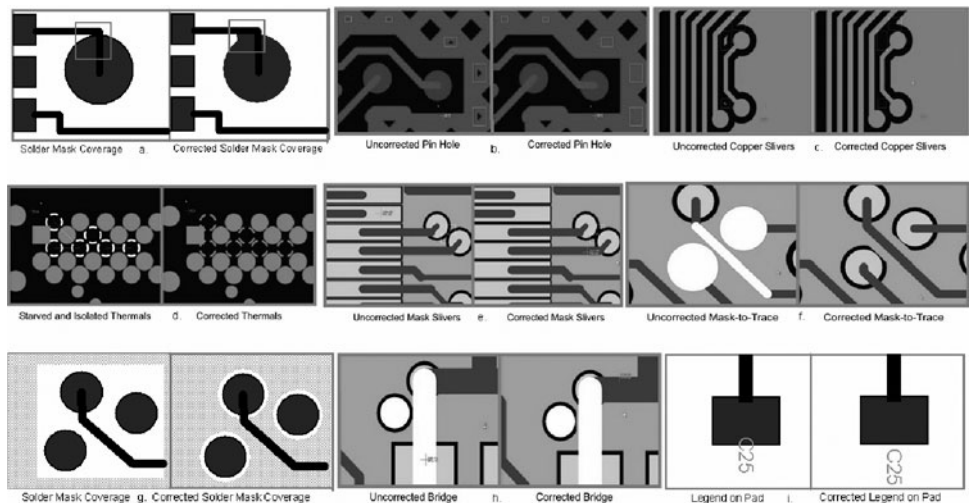 Solder Mask Coverage a. Corrected Solder Mask Coverage
Uncorrected Pin Hole b. Corrected Pin Hole
Uncorrected Copper Slivers c. Corrected Copper Slivers
Starved and Isolated Thermals d. Corrected Thermals
Uncorrected Mask Slivers e. Corrected Mask Slivers
Uncorrected Mask-to-Trace f. Corrected Mask-to-Trace
Solder Mask Coverage g. Corrected Solder Mask Coverage
Uncorrected Bridge h. Corrected Bridge
C25
C25
Legend on Pad i. Corrected Legend on Pad